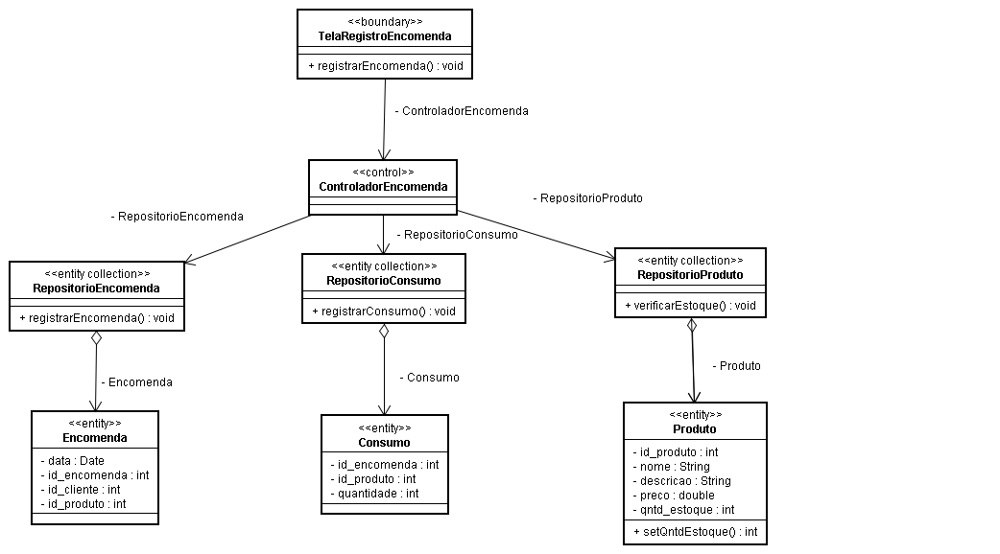 <<boundary>>
TelaRegistroEncomenda
+ registrarEncomenda() : void
- ControladorEncomenda
<<control>>
ControladorEncomenda
- RepositorioEncomenda
- RepositorioConsumo
- RepositorioProduto
<<entity collection>>
RepositorioEncomenda
+ registrarEncomenda() : void
<<entity collection>>
RepositorioConsumo
+ registrarConsumo() : void
<<entity collection>>
RepositorioProduto
+ verificarEstoque() : void
- Encomenda
- Consumo
- Produto
<<entity>>
Encomenda
- data : Date
- id_encomenda : int
- id_cliente : int
- id_produto : int
<<entity>>
Consumo
- id_encomenda : int
- id_produto : int
- quantidade : int
<<entity>>
Produto
- id_produto : int
- nome : String
- descricao : String
- preco : double
- qntd_estoque : int
+ setQntdEstoque() : int